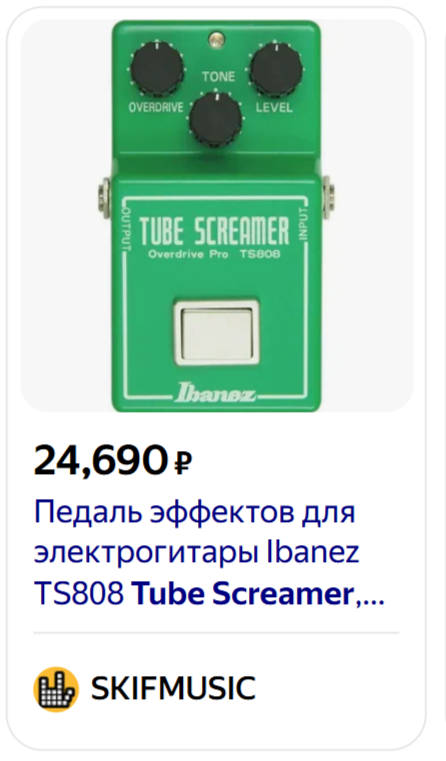 TONE
OVERDRIVE
LEVEL
OUTPUT
INPUT
TUBE SCREAMER
Overdrive Pro TS808
Ibanez
24,690 ₽
Педаль эффектов для
электрогитары Ibanez
TS808 Tube Screamer,...
SKIFMUSIC